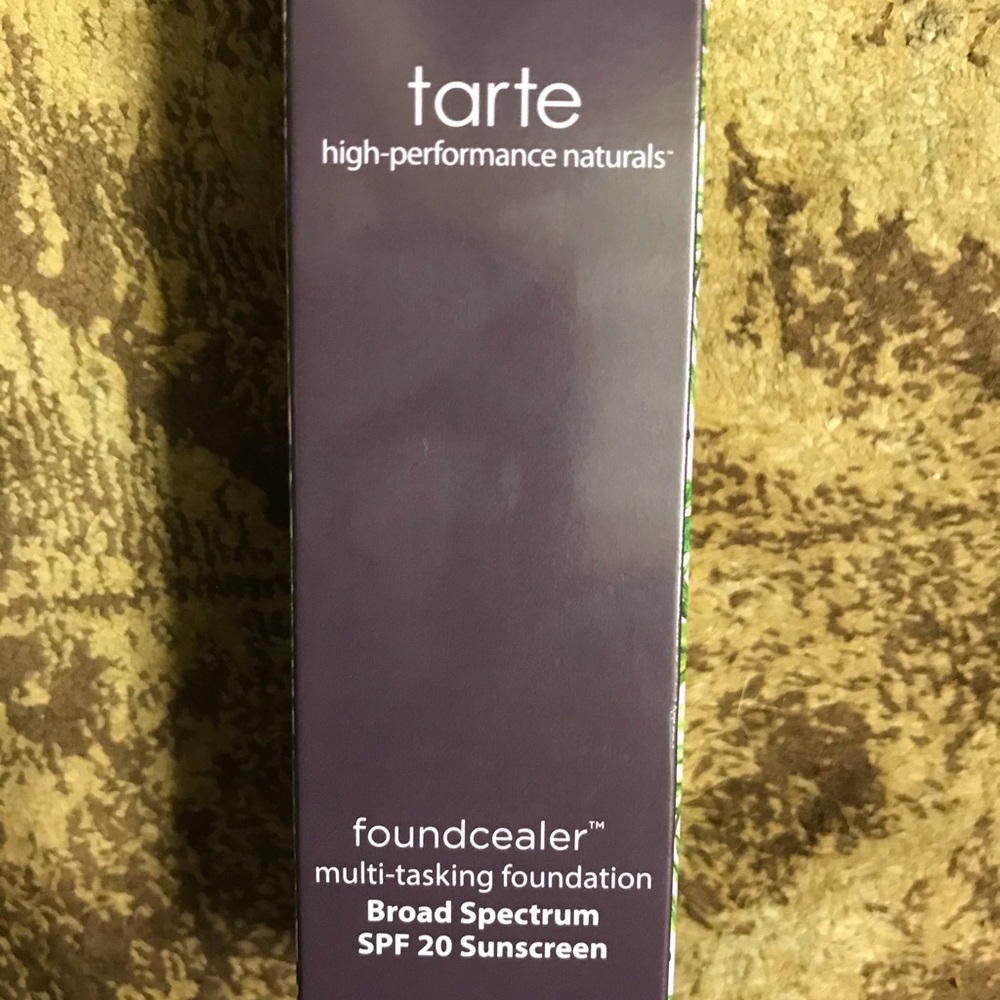 tarte
high-performance naturals™
foundcealer™
multi-tasking foundation
Broad Spectrum
SPF 20 Sunscreen